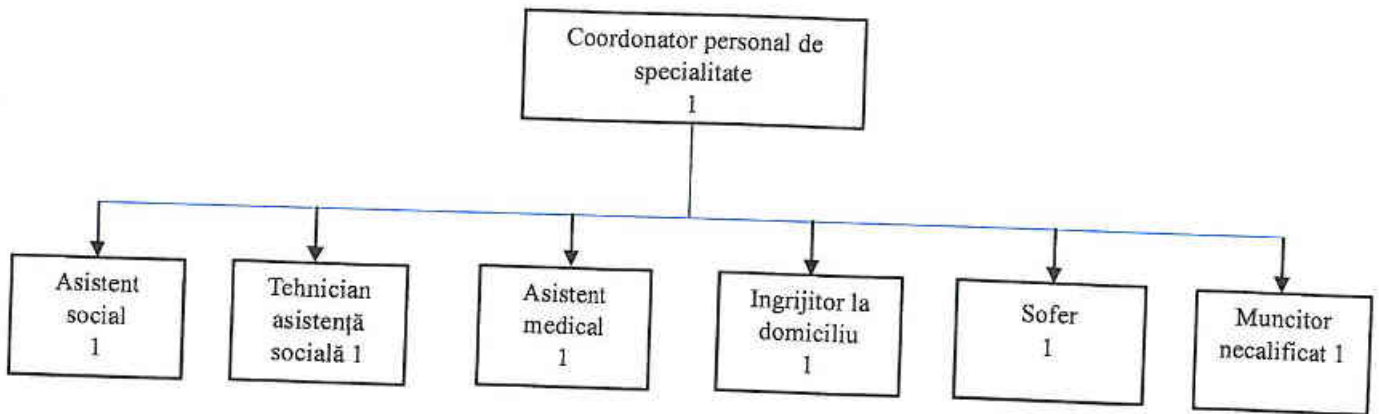 Coordonator personal de
specialitate
1
Asistent
social
1
Tehnician
asistență
socială 1
Asistent
medical
1
Ingrijitor la
domiciliu
1
Sofer
1
Muncitor
necalificat 1